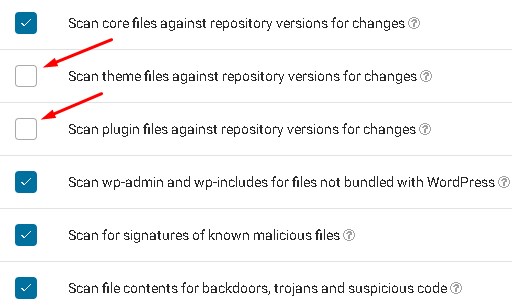 Scan core files against repository versions for changes ?
Scan theme files against repository versions for changes ?
Scan plugin files against repository versions for changes ?
Scan wp-admin and wp-includes for files not bundled with WordPress ?
Scan for signatures of known malicious files ?
Scan file contents for backdoors, trojans and suspicious code ?